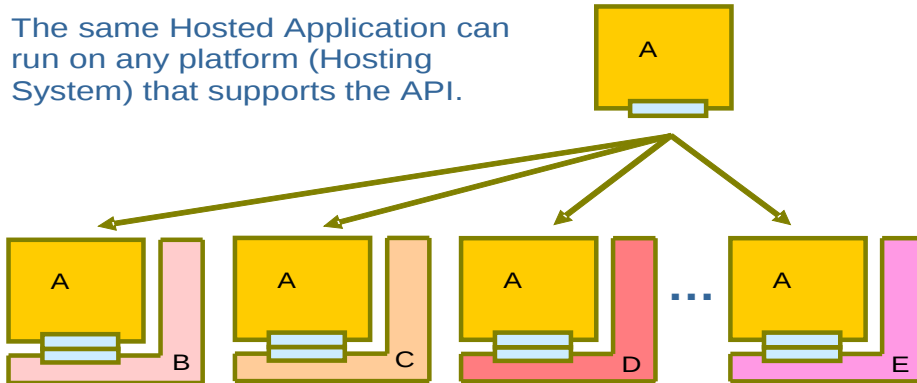 The same Hosted Application can
run on any platform (Hosting
System) that supports the API.
A
A
A
A
...
A
B
C
D
E